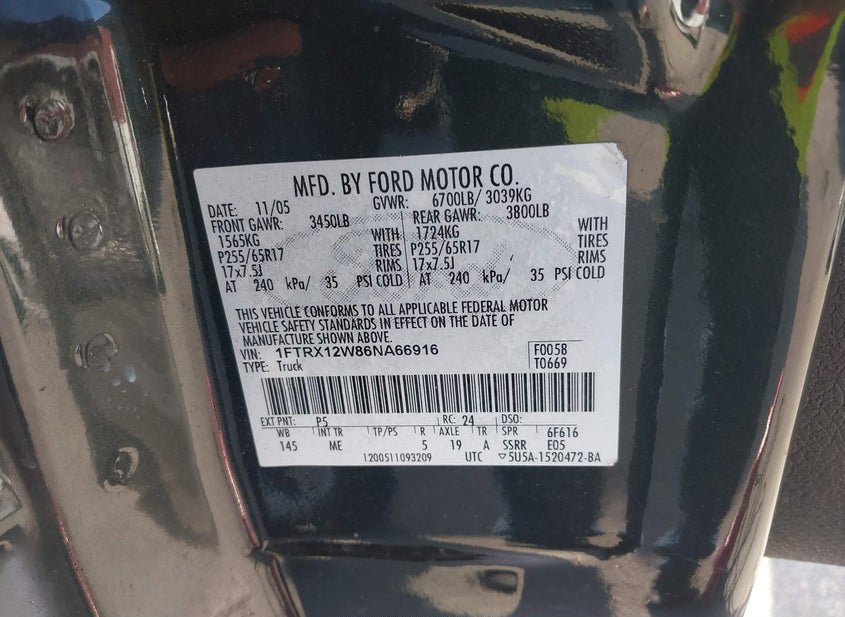 MFD. BY FORD MOTOR CO.
DATE: 11/05 GVWR: 6700LB/ 3039KG
FRONT GAWR: 3450LB REAR GAWR: 3800LB
1565KG WITH 1724KG WITH
P255/65R17 TIRES P255/65R17 TIRES
17x7.5J RIMS 17x7.5J RIMS
AT 240 kPa/ 35 PSI COLD AT 240 kPa/ 35 PSI COLD
THIS VEHICLE CONFORMS TO ALL APPLICABLE FEDERAL MOTOR
VEHICLE SAFETY STANDARDS IN EFFECT ON THE DATE OF
MANUFACTURE SHOWN ABOVE.
VIN: 1FTRX12W86NA66916 F0058
TYPE: Truck T0669
EXT PNT: P5 RC: 24 DSO:
WB INT TR TP/PS R AXLE TR SPR 6F616
145 ME 5 19 A SSRR E05
1200511093209 UTC ▽5U5A-1520472-BA